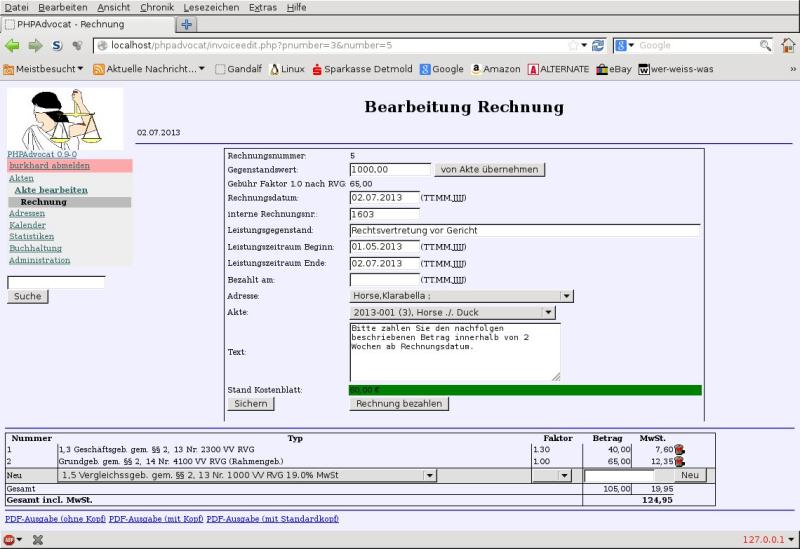 Datei Bearbeiten Ansicht Chronik Lesezeichen Extras Hilfe
PHPAdvocat - Rechnung
localhost/phpadvocat/invoiceedit.php?pnumber=3&number=5
Google
Meistbesucht Aktuelle Nachricht... Gandalf Linux Sparkasse Detmold Google Amazon ALTERNATE eBay wer-weiss-was »
Bearbeitung Rechnung
02.07.2013
PHPAdvocat 0.9-0
burkhard abmelden
Akten
Akte bearbeiten
Rechnung
Adressen
Kalender
Statistiken
Buchhaltung
Administration
Suche
Rechnungsnummer: 5
Gegenstandswert: 1000,00 von Akte übernehmen
Gebühr Faktor 1.0 nach RVG: 65,00
Rechnungsdatum: 02.07.2013 (TT.MM.JJJJ)
interne Rechnungsnr.: 1603
Leistungsgegenstand: Rechtsvertretung vor Gericht
Leistungszeitraum Beginn: 01.05.2013 (TT.MM.JJJJ)
Leistungszeitraum Ende: 02.07.2013 (TT.MM.JJJJ)
Bezahlt am: (TT.MM.JJJJ)
Adresse: Horse,Klarabella ;
Akte: 2013-001 (3), Horse ./. Duck
Text: Bitte zahlen Sie den nachfolgen
beschriebenen Betrag innerhalb von 2
Wochen ab Rechnungsdatum.
Stand Kostenblatt: 60,00 €
Sichern Rechnung bezahlen
Nummer Typ Faktor Betrag MwSt.
1 1,3 Geschäftsgeb. gem. §§ 2, 13 Nr. 2300 VV RVG 1.30 40,00 7,60
2 Grundgeb. gem. §§ 2, 14 Nr. 4100 VV RVG (Rahmengeb.) 1.00 65,00 12,35
Neu 1,5 Vergleichssgeb. gem. §§ 2, 13 Nr. 1000 VV RVG 19.0% MwSt Neu
Gesamt 105,00 19,95
Gesamt incl. MwSt. 124,95
PDF-Ausgabe (ohne Kopf) PDF-Ausgabe (mit Kopf) PDF-Ausgabe (mit Standardkopf)
ABP 127.0.0.1